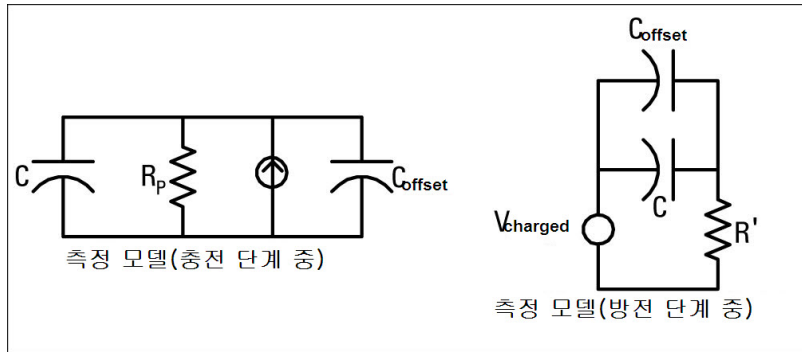 C
Rp
Coffset
측정 모델(충전 단계 중)
Coffset
C
Vcharged
R'
측정 모델(방전 단계 중)